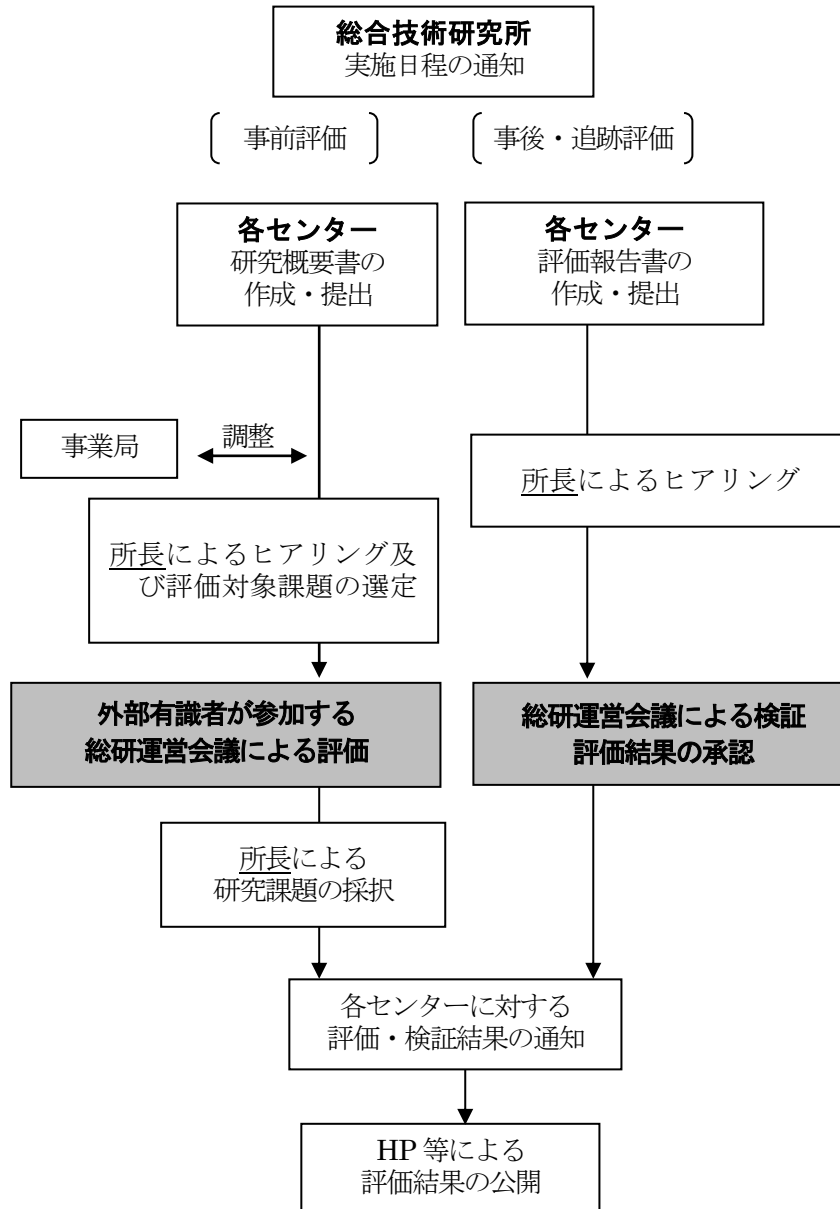 総合技術研究所
実施日程の通知
事前評価
事後・追跡評価
各センター
研究概要書の
作成・提出
各センター
評価報告書の
作成・提出
事業局
調整
所長によるヒアリング
所長によるヒアリング及
び評価対象課題の選定
外部有識者が参加する
総研運営会議による評価
総研運営会議による検証
評価結果の承認
所長による
研究課題の採択
各センターに対する
評価・検証結果の通知
HP 等による
評価結果の公開